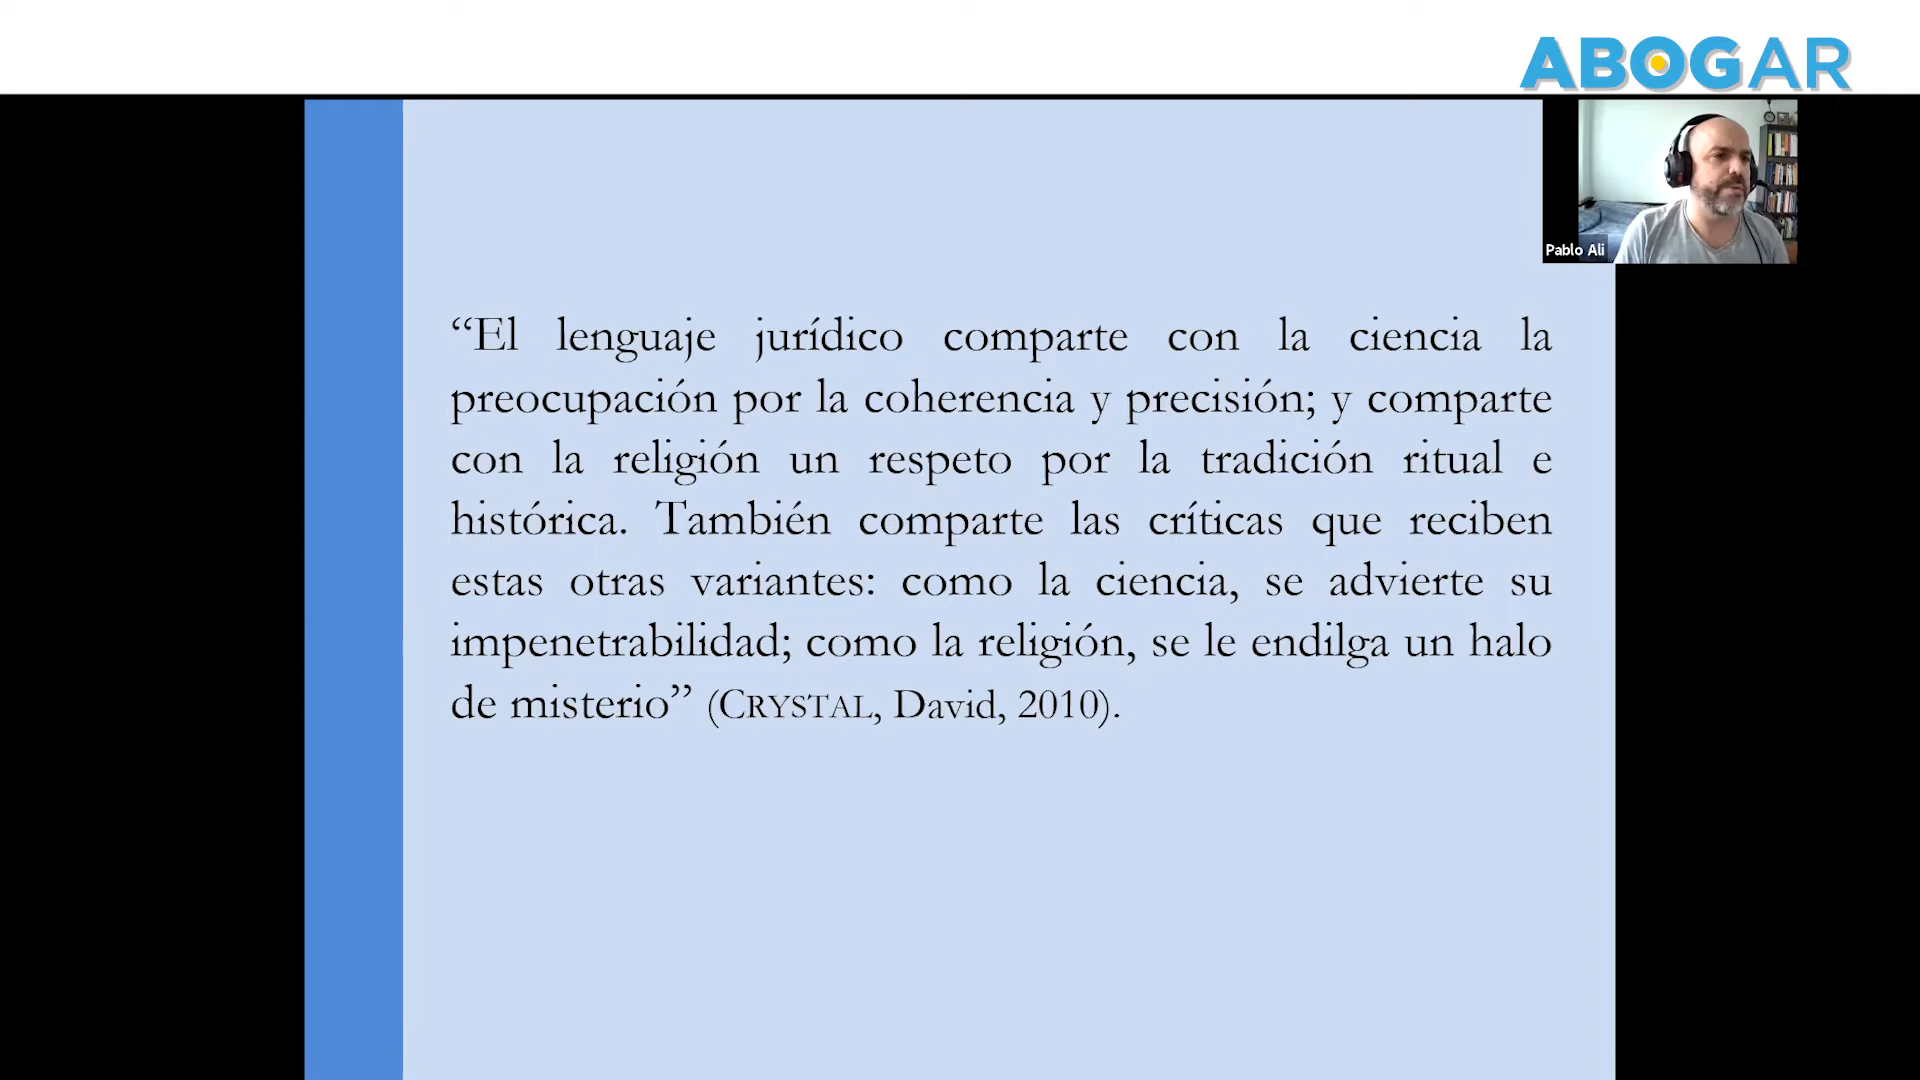 ABOGAR
Pablo Ali
“El lenguaje jurídico comparte con la ciencia la
preocupación por la coherencia y precisión; y comparte
con la religión un respeto por la tradición ritual e
histórica. También comparte las críticas que reciben
estas otras variantes: como la ciencia, se advierte su
impenetrabilidad; como la religión, se le endilga un halo
de misterio” (CRYSTAL, David, 2010).